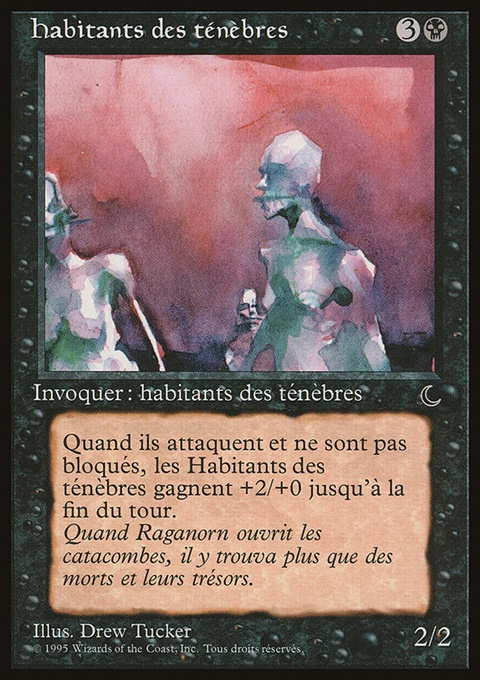 habitants des ténèbres
3
Invoquer : habitants des ténèbres
Quand ils attaquent et ne sont pas
bloqués, les Habitants des
ténèbres gagnent +2/+0 jusqu'à la
fin du tour.
Quand Raganorn ouvrit les
catacombes, il y trouva plus que des
morts et leurs trésors.
Illus. Drew Tucker
© 1995 Wizards of the Coast, Inc. Tous droits réservés.
2/2